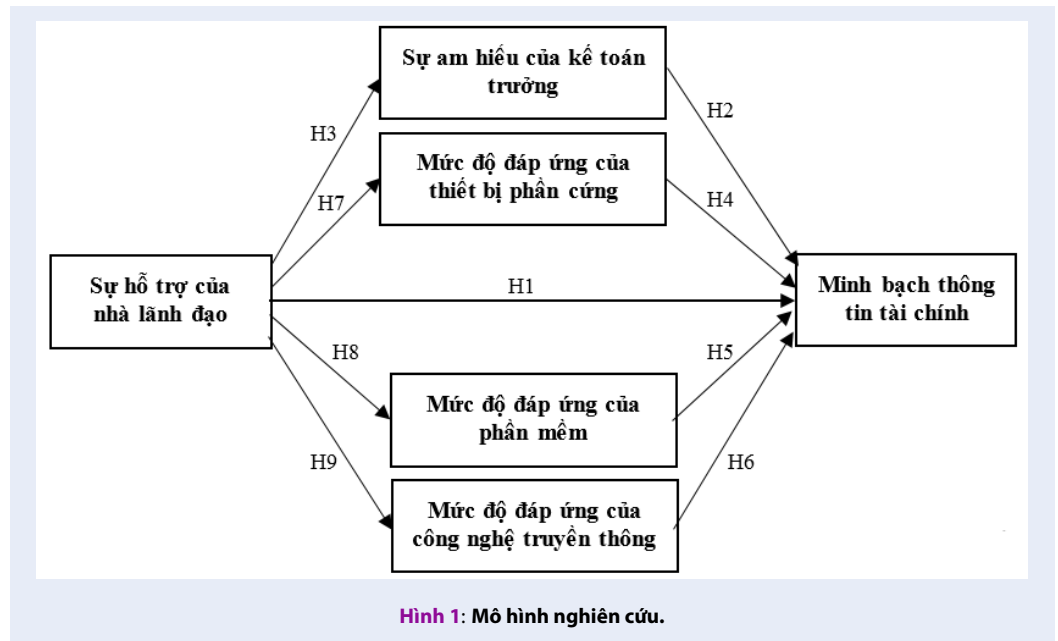 Sự am hiểu của kế toán
trưởng
H3
H2
Mức độ đáp ứng của
thiết bị phần cứng
H7
H4
Sự hỗ trợ của
nhà lãnh đạo
H1
Minh bạch thông
tin tài chính
H8
H5
Mức độ đáp ứng của
phần mềm
H9
H6
Mức độ đáp ứng của
công nghệ truyền thông
Hình 1: Mô hình nghiên cứu.